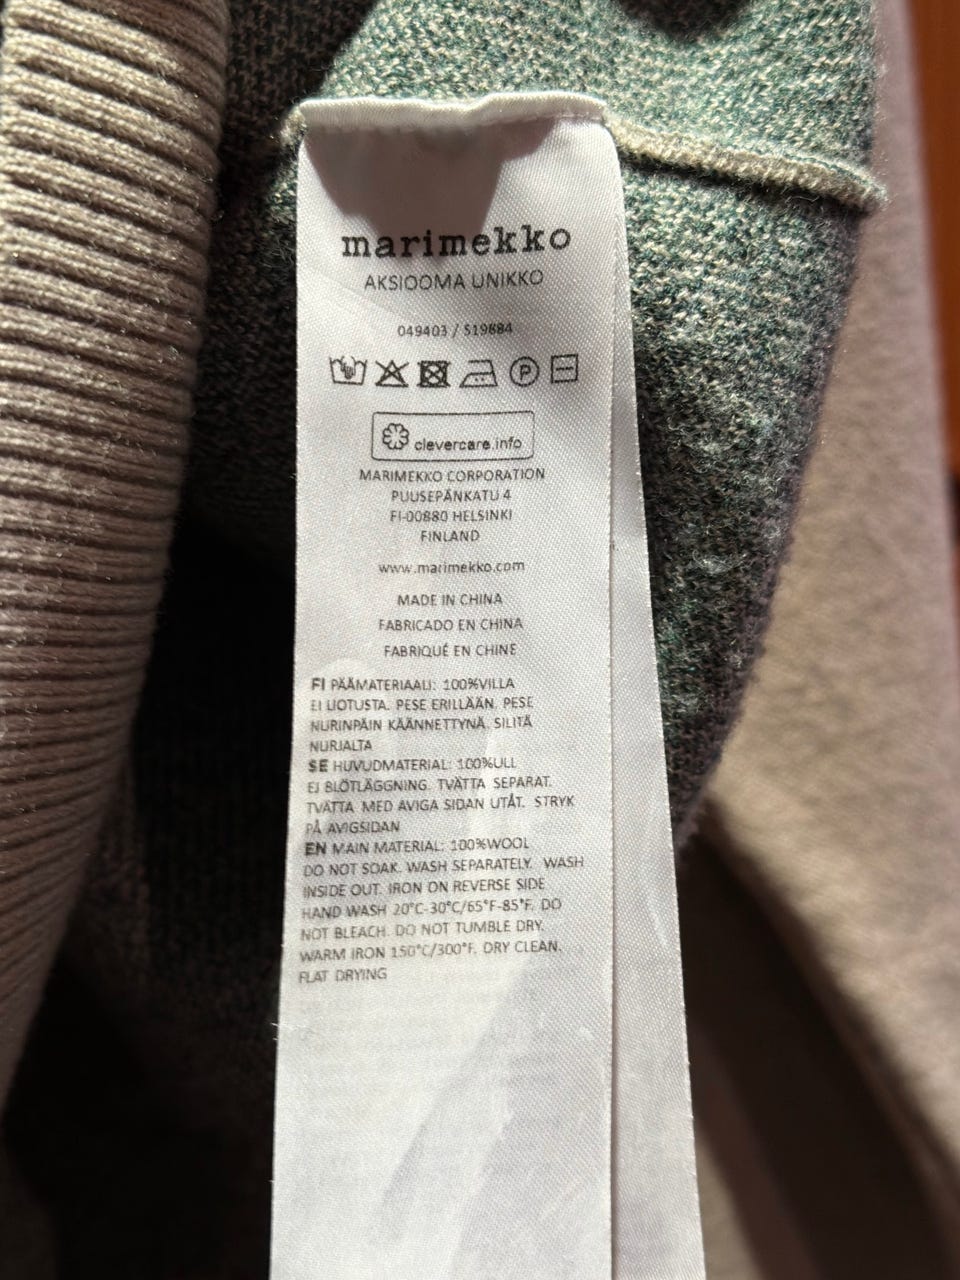 marimekko
AKSIOOMA UNIKKO
049403 / 519884
P
clevercare.info
MARIMEKKO CORPORATION
PUUSEPÄNKATU 4
FI-00880 HELSINKI
FINLAND
www.marimekko.com
MADE IN CHINA
FABRICADO EN CHINA
FABRIQUÉ EN CHINE
FI PÄÄMATERIAALI: 100%VILLA
EI LIOTUSTA. PESE ERILLÄÄN. PESE
NURINPÄIN KÄÄNNETTYNÄ. SILITÄ
NURJALTA
SE HUVUDMATERIAL: 100%ULL
EJ BLÖTLÄGGNING. TVÄTTA SEPARAT.
TVÄTTA MED AVIGA SIDAN UTÅT. STRYK
PÅ AVIGSIDAN
EN MAIN MATERIAL: 100%WOOL
DO NOT SOAK. WASH SEPARATELY. WASH
INSIDE OUT. IRON ON REVERSE SIDE
HAND WASH 20°C-30°C/65°F-85°F. DO
NOT BLEACH. DO NOT TUMBLE DRY.
WARM IRON 150°C/300°F. DRY CLEAN.
FLAT DRYING